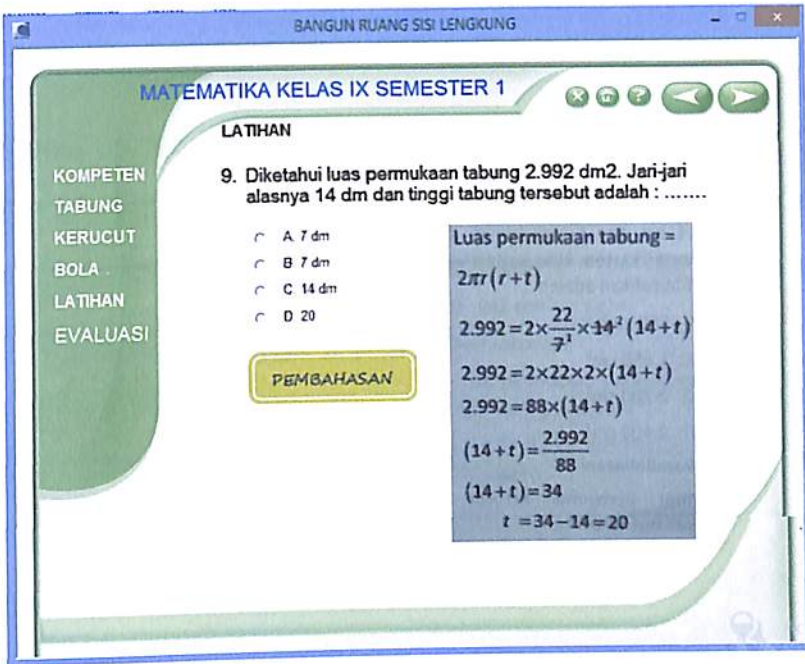 BANGUN RUANG SISI LENGKUNG
MATEMATIKA KELAS IX SEMESTER 1
LATIHAN
KOMPETEN
TABUNG
KERUCUT
BOLA .
LATIHAN
EVALUASI
9. Diketahui luas permukaan tabung 2.992 dm2. Jari-jari
alasnya 14 dm dan tinggi tabung tersebut adalah : .......
A. 7 dm
B 7 dm
C 14 dm
D 20
PEMBAHASAN
Luas permukaan tabung =
2πr(r+t)
2.992 = 2×22/7¹×14²(14+t)
2.992 = 2×22×2×(14+t)
2.992 = 88×(14+t)
(14+t) = 2.992/88
(14+t) = 34
t = 34−14 = 20